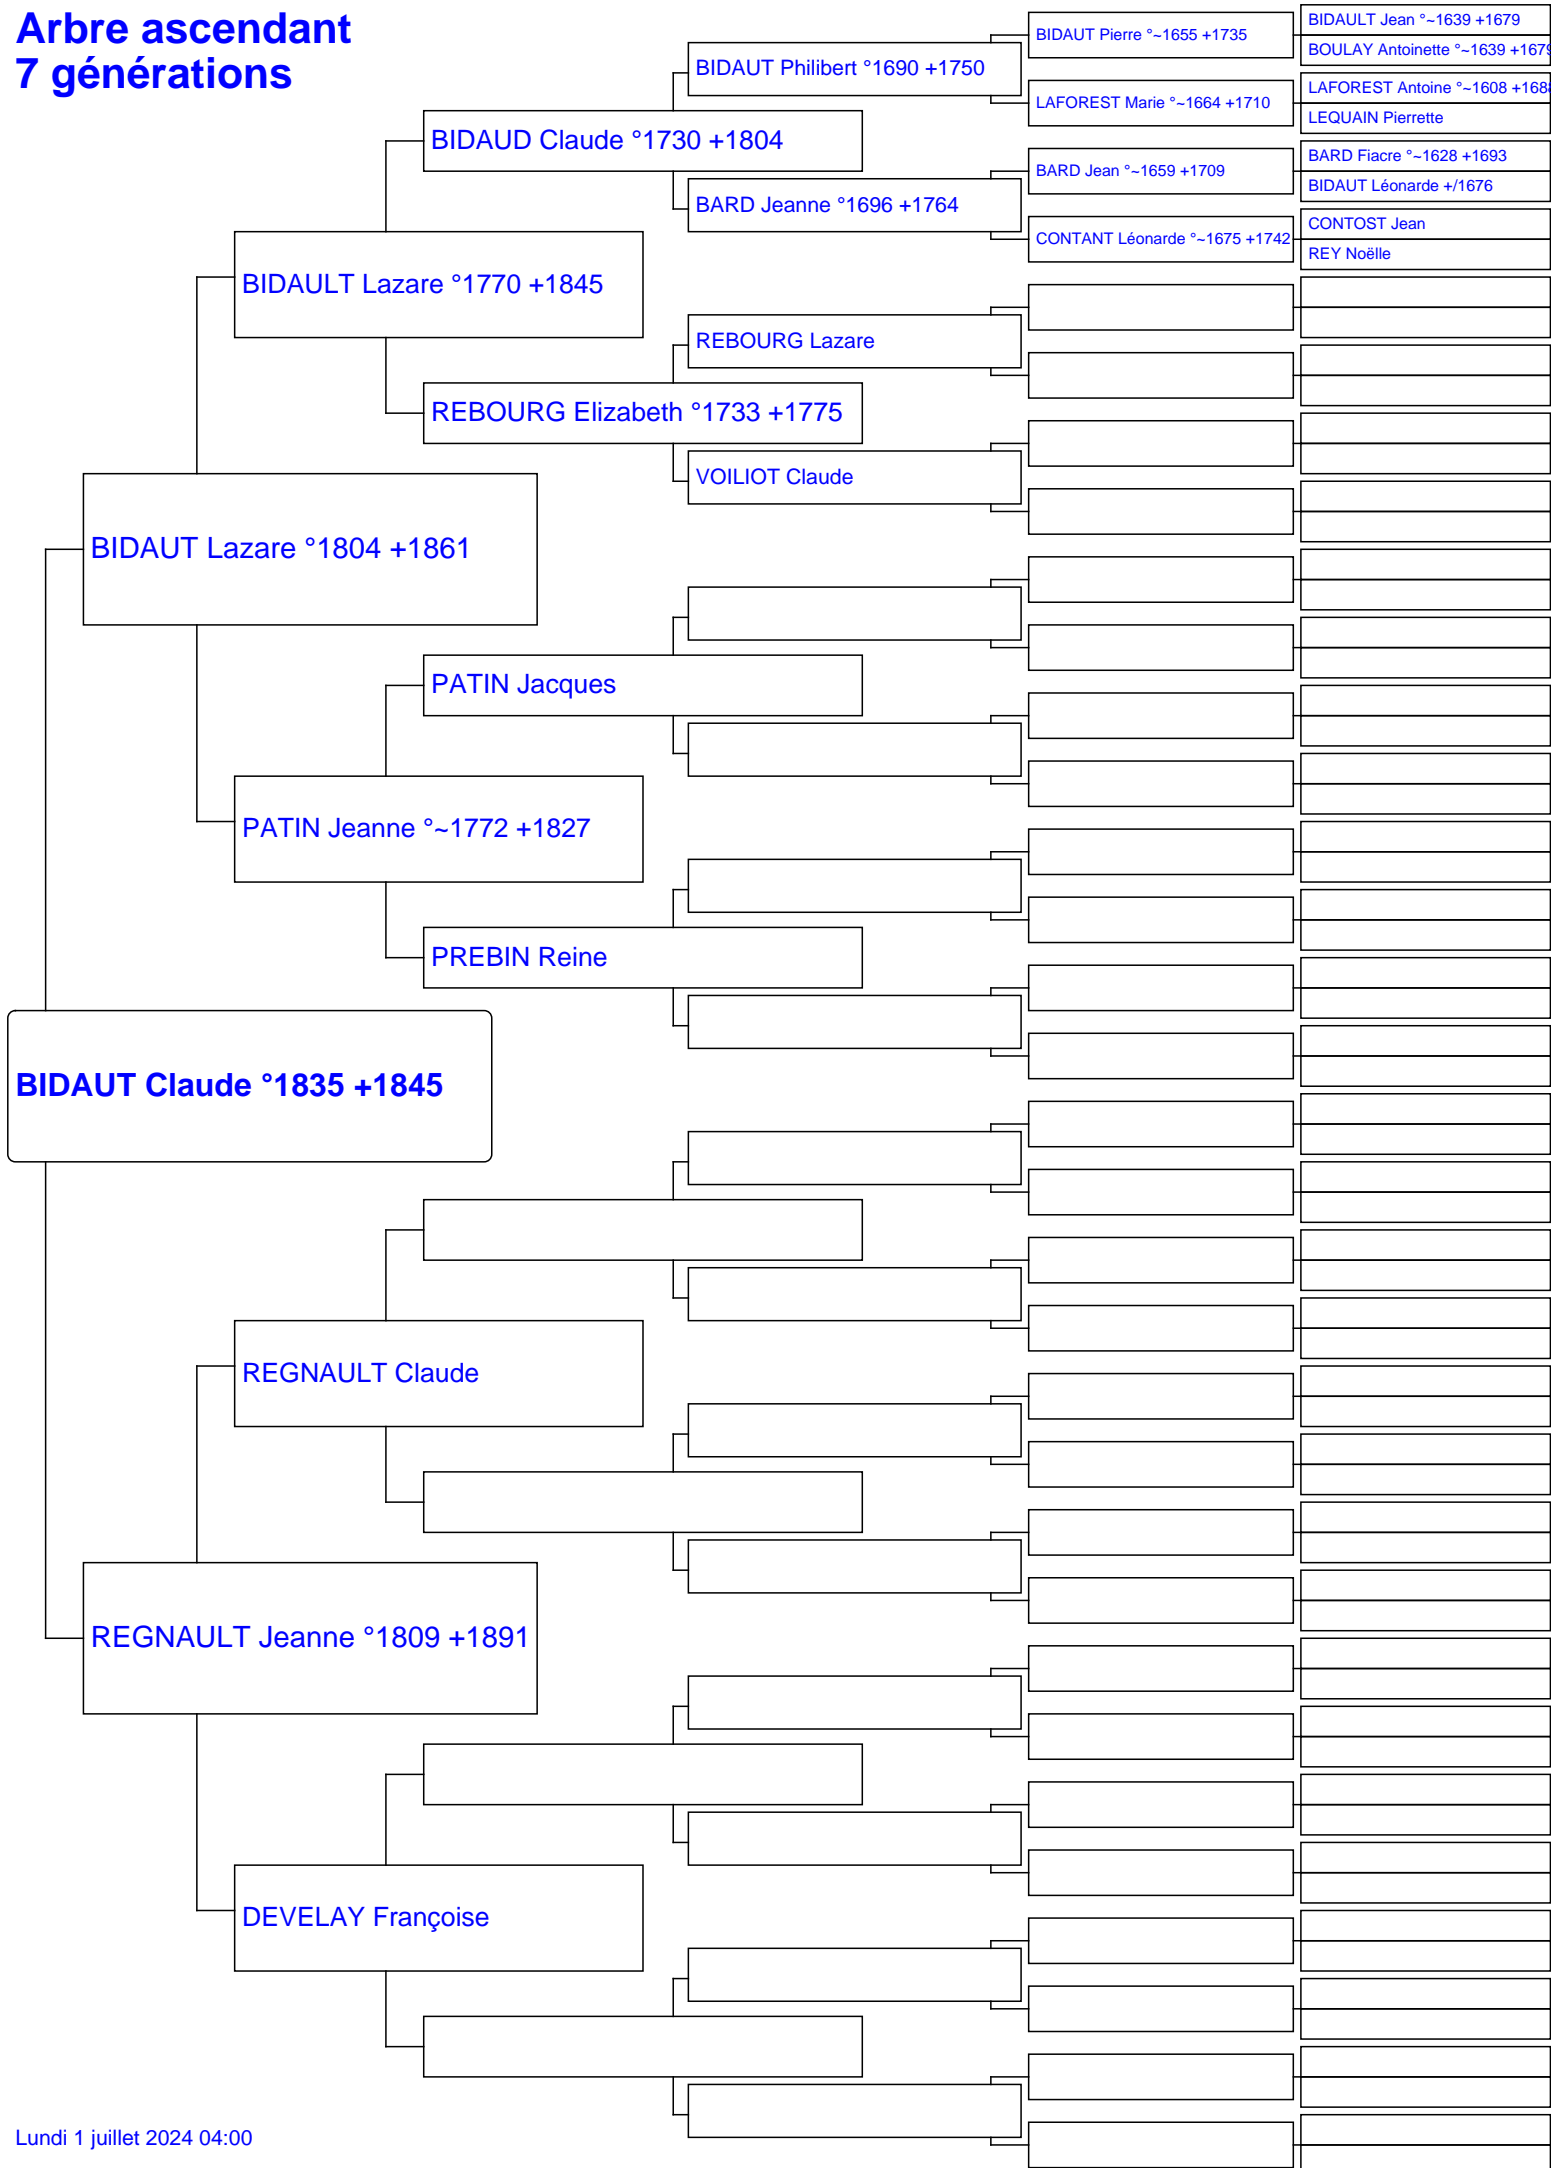 Arbre ascendant
7 générations
BIDAULT Jean °~1639 +1679
BIDAUT Pierre °~1655 +1735
BOULAY Antoinette °~1639 +1679
BIDAUT Philibert °1690 +1750
LAFOREST Antoine °~1608 +168
LAFOREST Marie °~1664 +1710
LEQUAIN Pierrette
BIDAUD Claude °1730 +1804
BARD Fiacre °~1628 +1693
BARD Jean °~1659 +1709
BIDAUT Léonarde +/1676
BARD Jeanne °1696 +1764
CONTOST Jean
CONTANT Léonarde °~1675 +1742
REY Noëlle
BIDAULT Lazare °1770 +1845
REBOURG Lazare
REBOURG Elizabeth °1733 +1775
VOILIOT Claude
BIDAUT Lazare °1804 +1861
PATIN Jacques
PATIN Jeanne °~1772 +1827
PREBIN Reine
BIDAUT Claude °1835 +1845
REGNAULT Claude
REGNAULT Jeanne °1809 +1891
DEVELAY Françoise
Lundi 1 juillet 2024 04:00